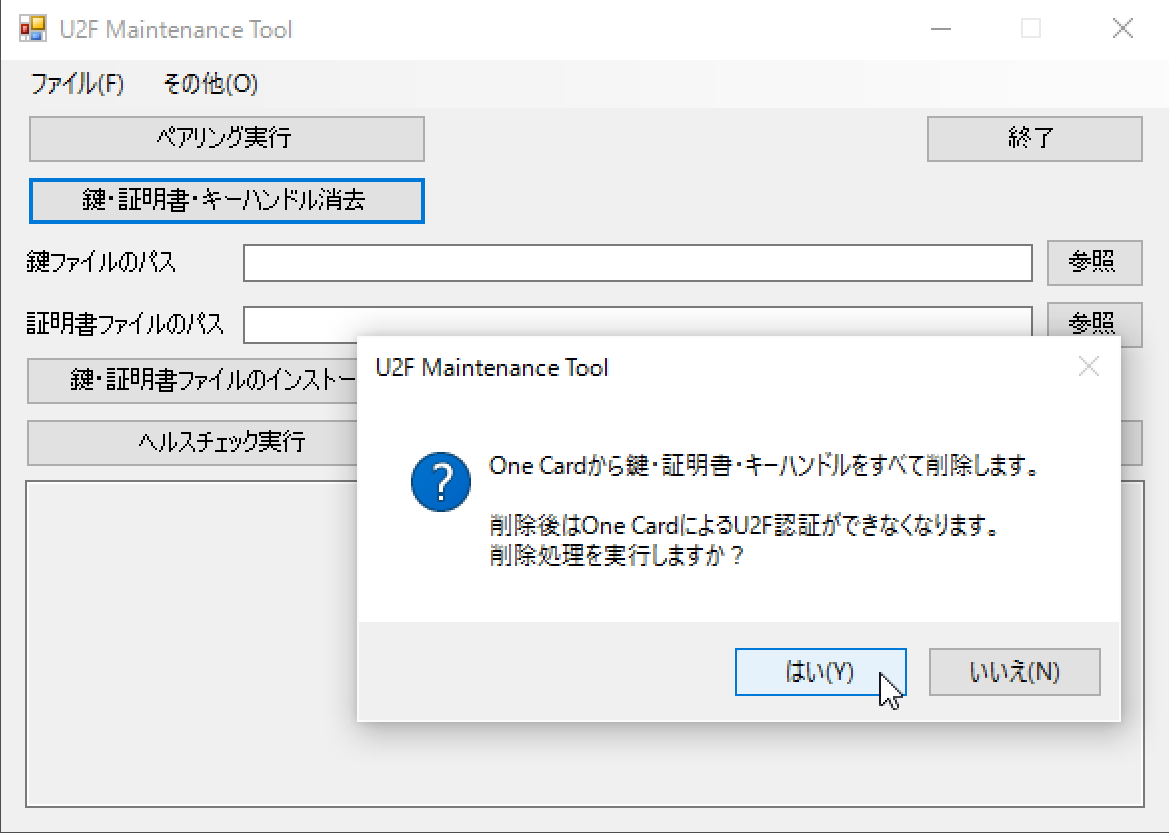 U2F Maintenance Tool
ファイル(F) その他(O)
ペアリング実行 終了
鍵・証明書・キーハンドル消去
鍵ファイルのパス 参照
証明書ファイルのパス 参照
鍵・証明書ファイルのインストー
ヘルスチェック実行
U2F Maintenance Tool
One Cardから鍵・証明書・キーハンドルをすべて削除します。
削除後はOne CardによるU2F認証ができなくなります。
削除処理を実行しますか？
はい(Y) いいえ(N)